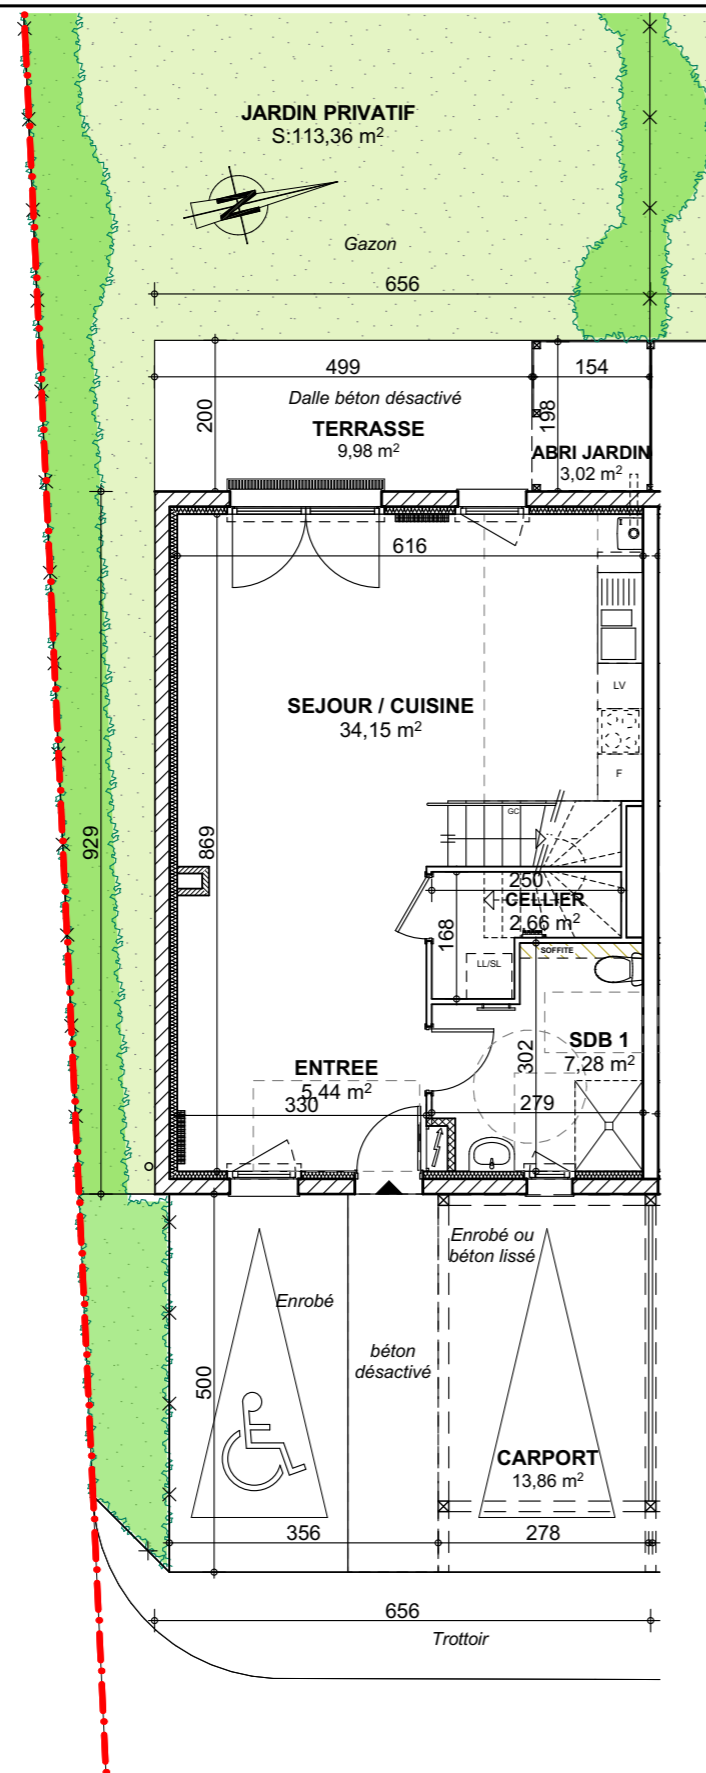 JARDIN PRIVATIF
S:113,36 m²
N
Gazon
656
499
154
Dalle béton désactivé
200
198
TERRASSE
9,98 m²
ABRI JARDIN
3,02 m²
616
LV
SEJOUR / CUISINE
34,15 m²
F
GC
929
869
250
CELLIER
2,66 m²
168
SOFFITE
LL/SL
SDB 1
7,28 m²
302
ENTREE
5,44 m²
330
279
Enrobé ou
béton lissé
Enrobé
béton
désactivé
500
CARPORT
13,86 m²
356
278
656
Trottoir